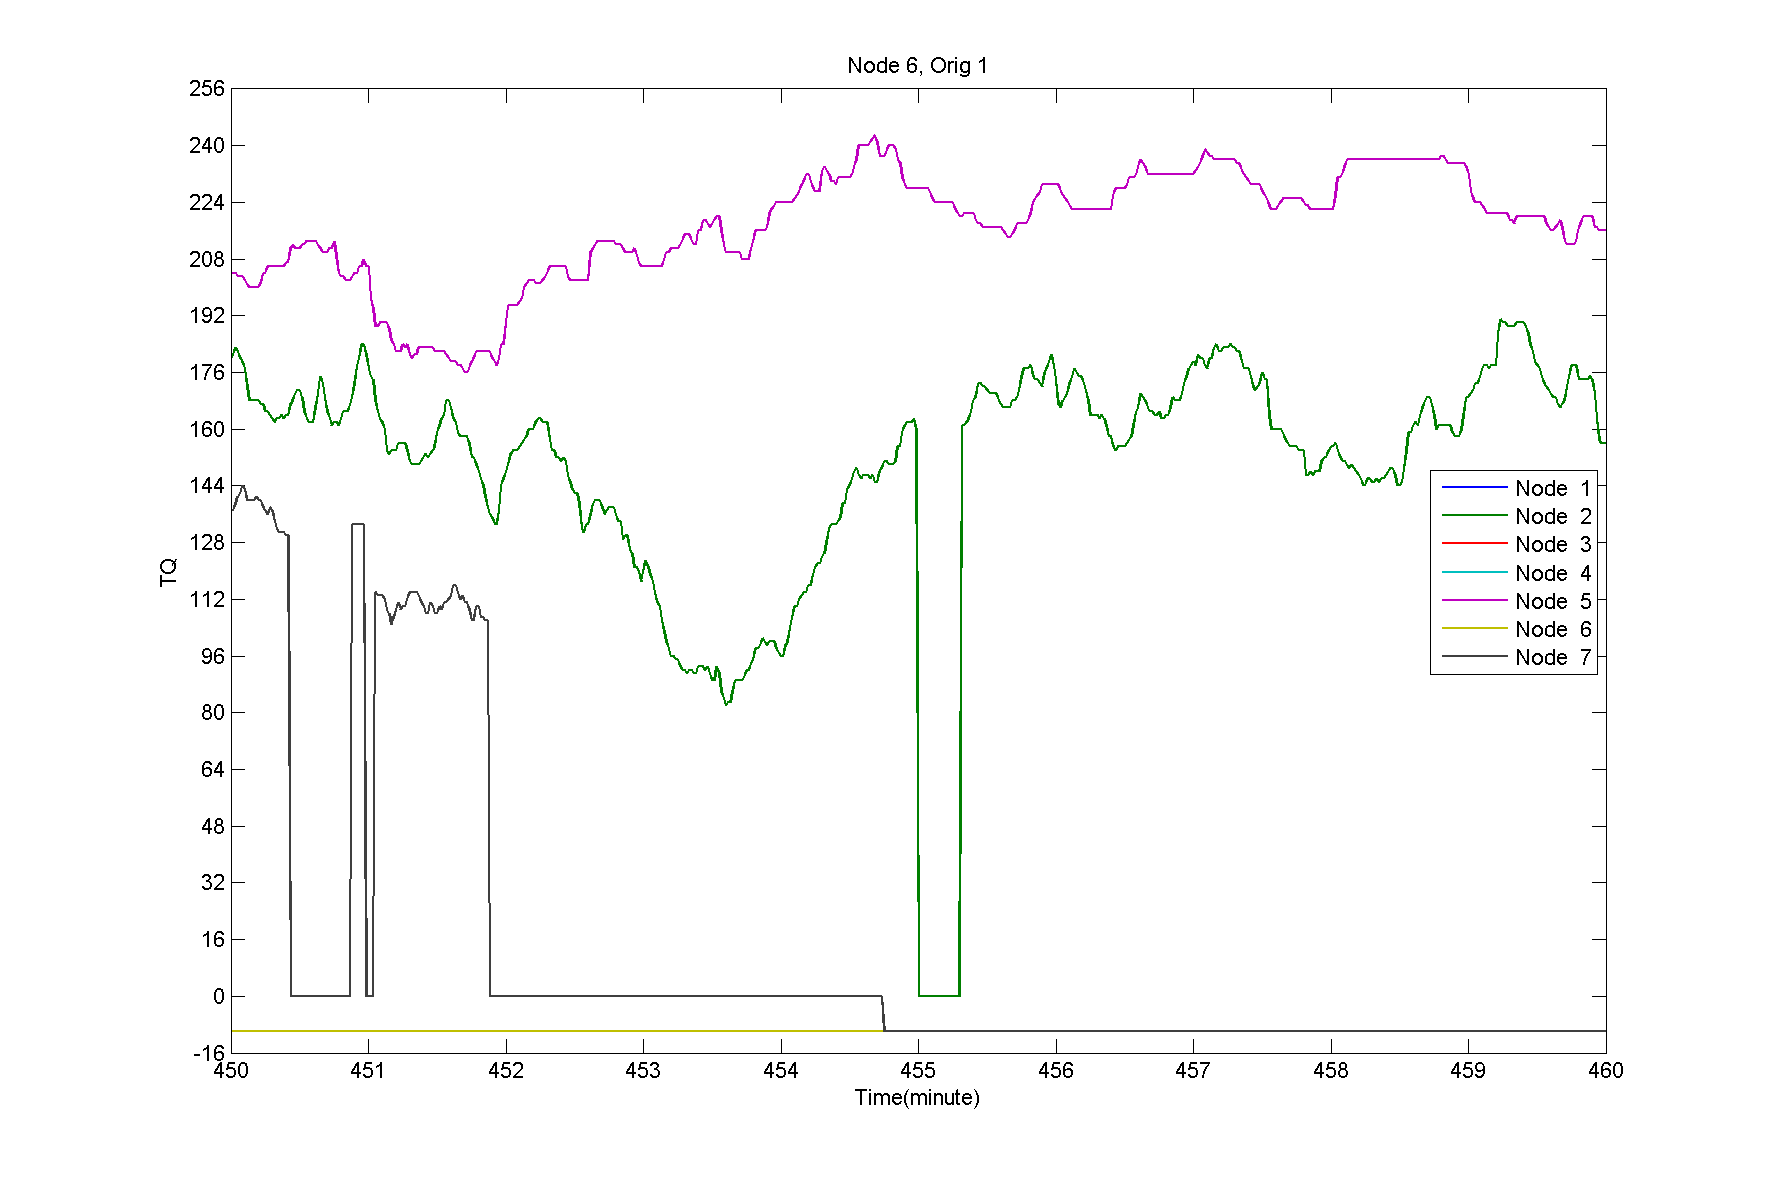 Node 6, Orig 1
256
240
224
208
192
176
160
144
128
112
96
80
64
48
32
16
0
-16
TQ
Node 1
Node 2
Node 3
Node 4
Node 5
Node 6
Node 7
450 451 452 453 454 455 456 457 458 459 460
Time(minute)